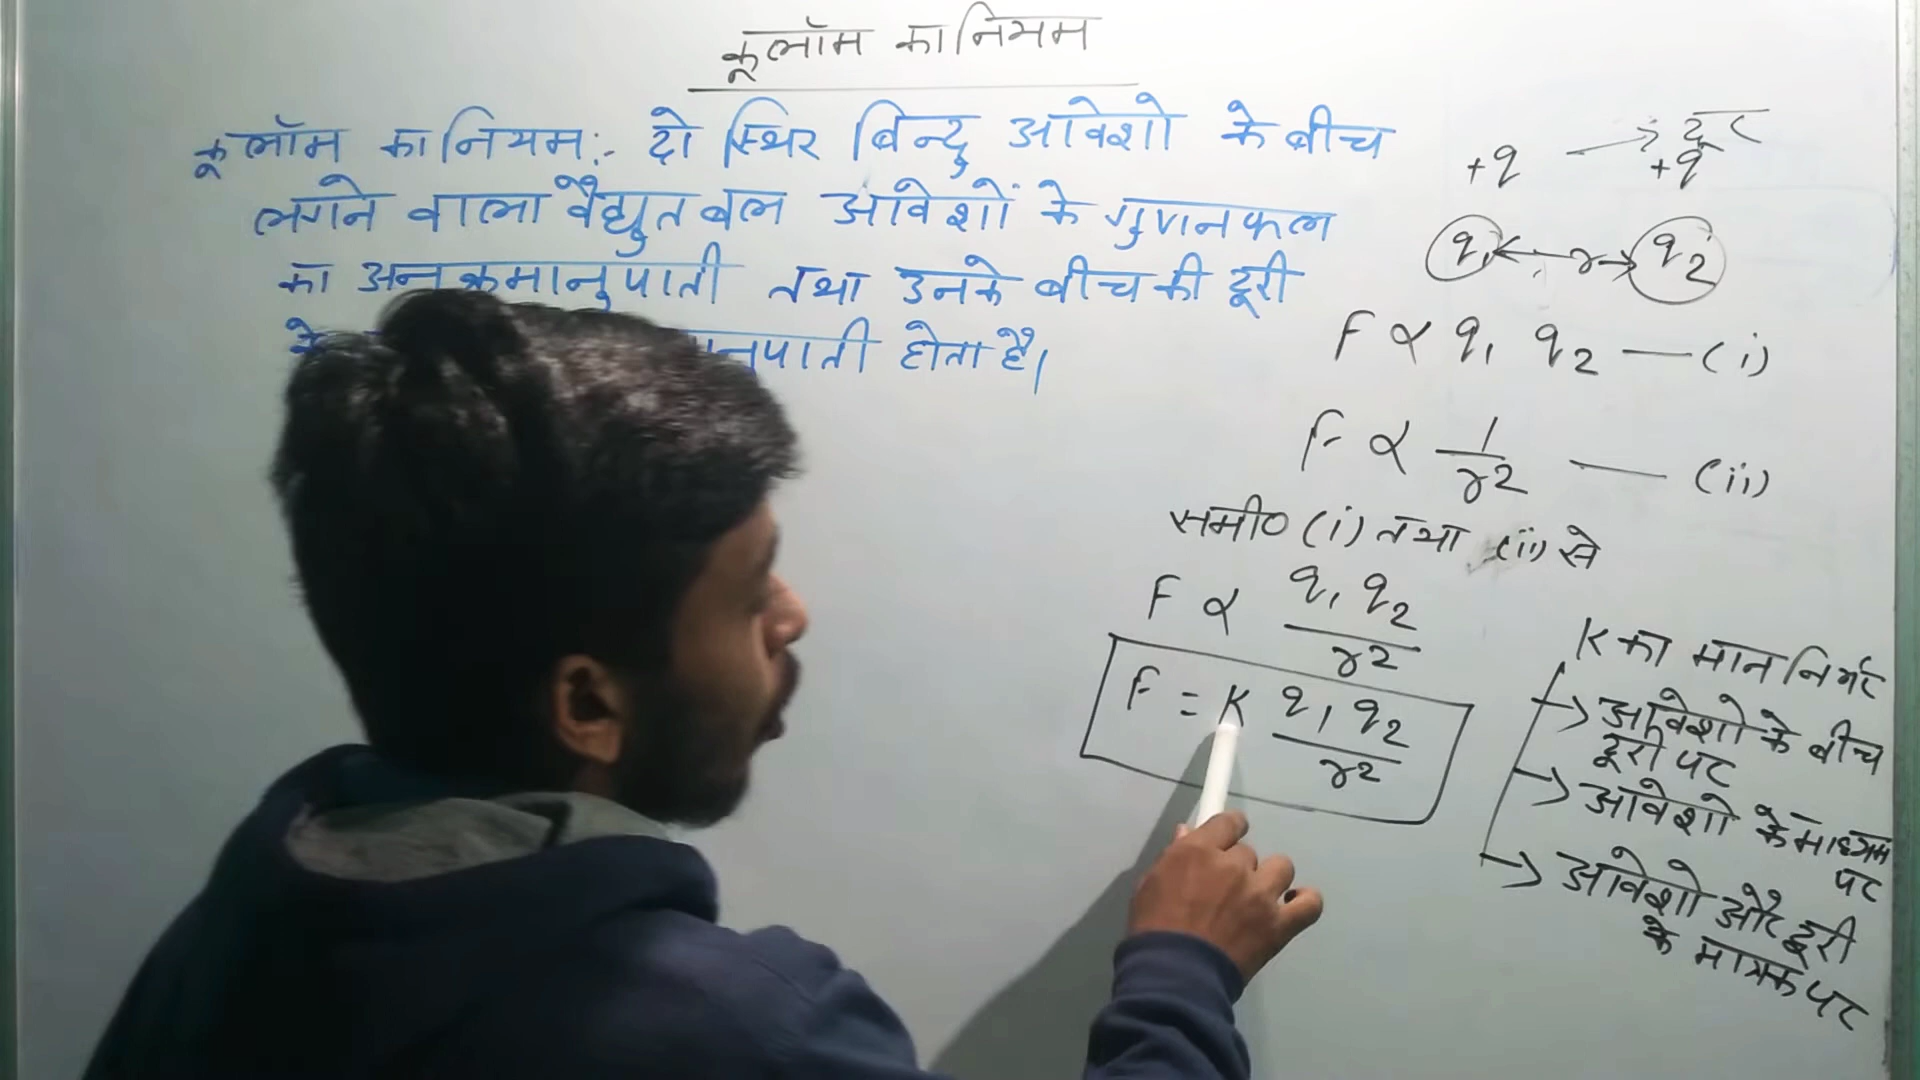 कूलॉम का नियम
कूलॉम का नियम:- दो स्थिर बिन्दु आवेशो के बीच
लगने वाला वैद्युत बल आवेशों के गुणनफल
का अनुक्रमानुपाती तथा उनके बीच की दूरी
के
नुपाती होता है।
+q → दूर +q
q1 ← r → q2
F ∝ q1 q2 — (i)
F ∝ 1/r2 — (ii)
समी० (i) तथा (ii) से
F ∝ q1 q2/r2
F = K q1 q2/r2
K का मान निर्भर
→ आवेशो के बीच
दूरी पर
→ आवेशो के माध्यम
पर
→ आवेशो और दूरी
के मात्रक पर